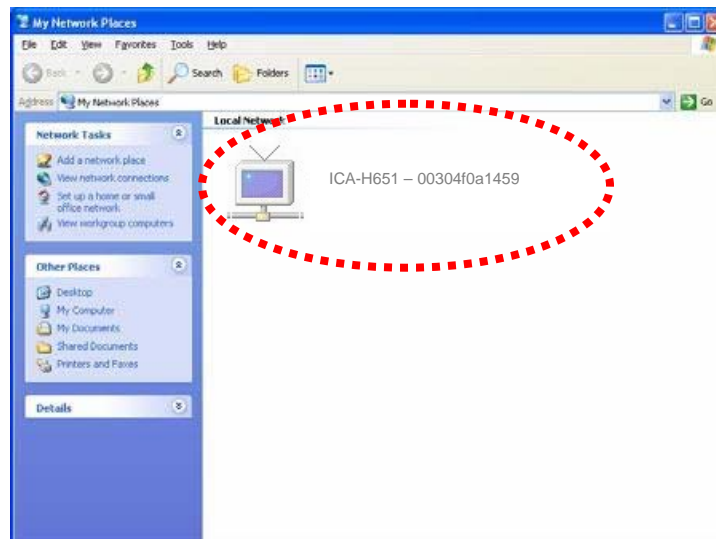 My Network Places
File Edit View Favorites Tools Help
Back Search Folders
Address My Network Places Go
Local Network
Network Tasks
Add a network place
View network connections
Set up a home or small
office network
View workgroup computers
ICA-H651 – 00304f0a1459
Other Places
Desktop
My Computer
My Documents
Shared Documents
Printers and Faxes
Details